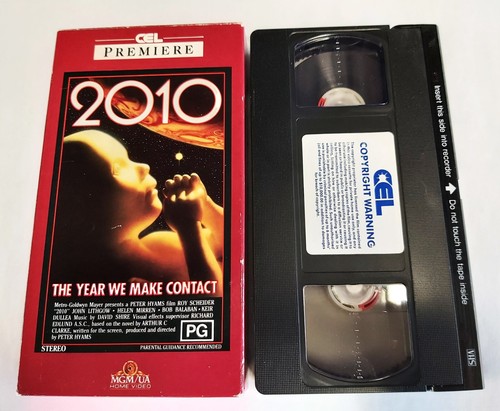 CEL
PREMIERE
2010
THE YEAR WE MAKE CONTACT
Metro-Goldwyn Mayer presents a PETER HYAMS film ROY SCHEIDER
"2010" JOHN LITHGOW • HELEN MIRREN • BOB BALABAN • KEIR
DULLEA Music by DAVID SHIRE Visual effects supervisor RICHARD
EDLUND A.S.C., based on the novel by ARTHUR C
CLARKE, written for the screen, produced and directed
by PETER HYAMS
PG
STEREO
PARENTAL GUIDANCE RECOMMENDED
MGM/UA
HOME VIDEO
CEL
COPYRIGHT WARNING
Insert this side into recorder
Do not touch the tape inside
VHS